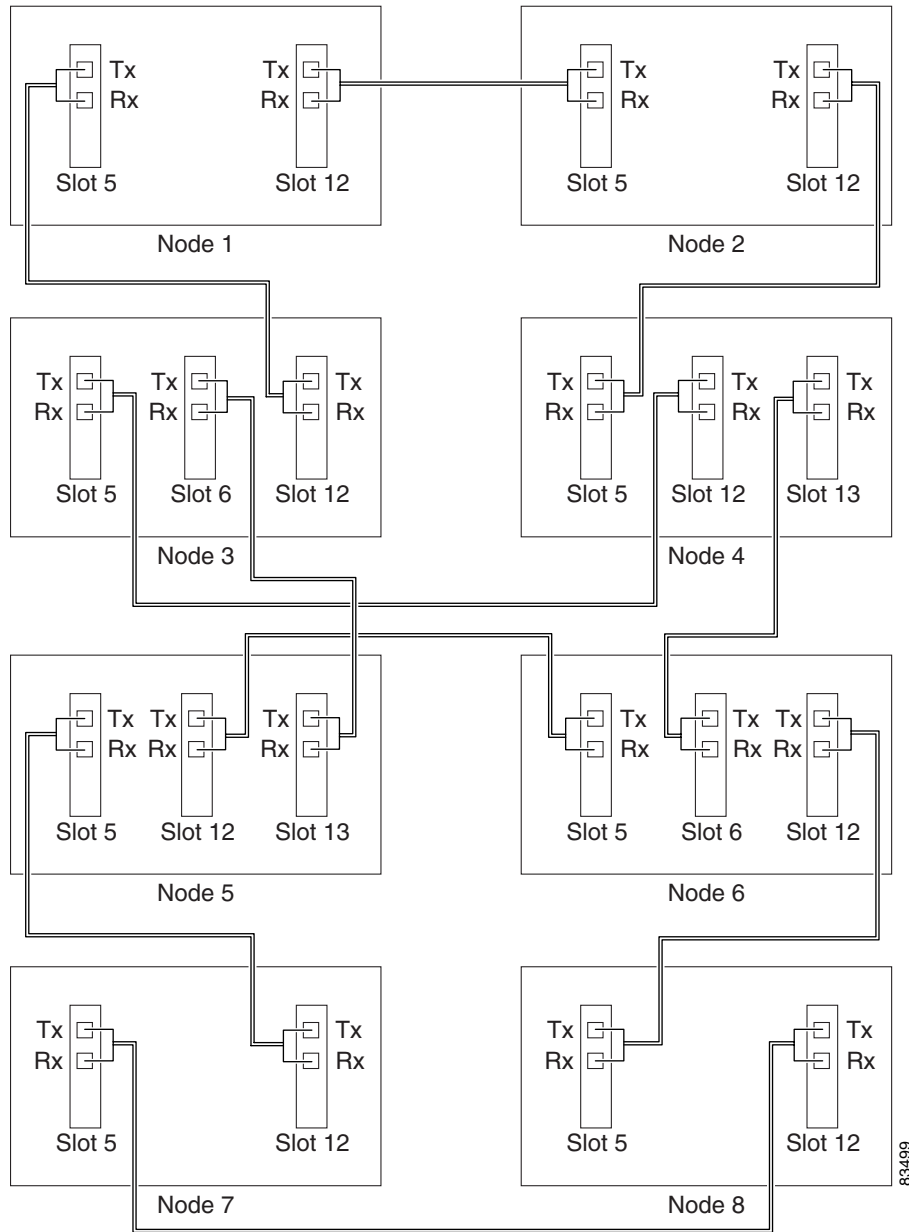 Tx Tx Tx Tx
Rx Rx Rx Rx
Slot 5 Slot 12 Slot 5 Slot 12
Node 1 Node 2
Tx Tx Tx Tx Tx Tx
Rx Rx Rx Rx Rx Rx
Slot 5 Slot 6 Slot 12 Slot 5 Slot 12 Slot 13
Node 3 Node 4
Tx Tx Tx Tx Tx Tx
Rx Rx Rx Rx Rx Rx
Slot 5 Slot 12 Slot 13 Slot 5 Slot 6 Slot 12
Node 5 Node 6
Tx Tx Tx Tx
Rx Rx Rx Rx
Slot 5 Slot 12 Slot 5 Slot 12
Node 7 Node 8
83499